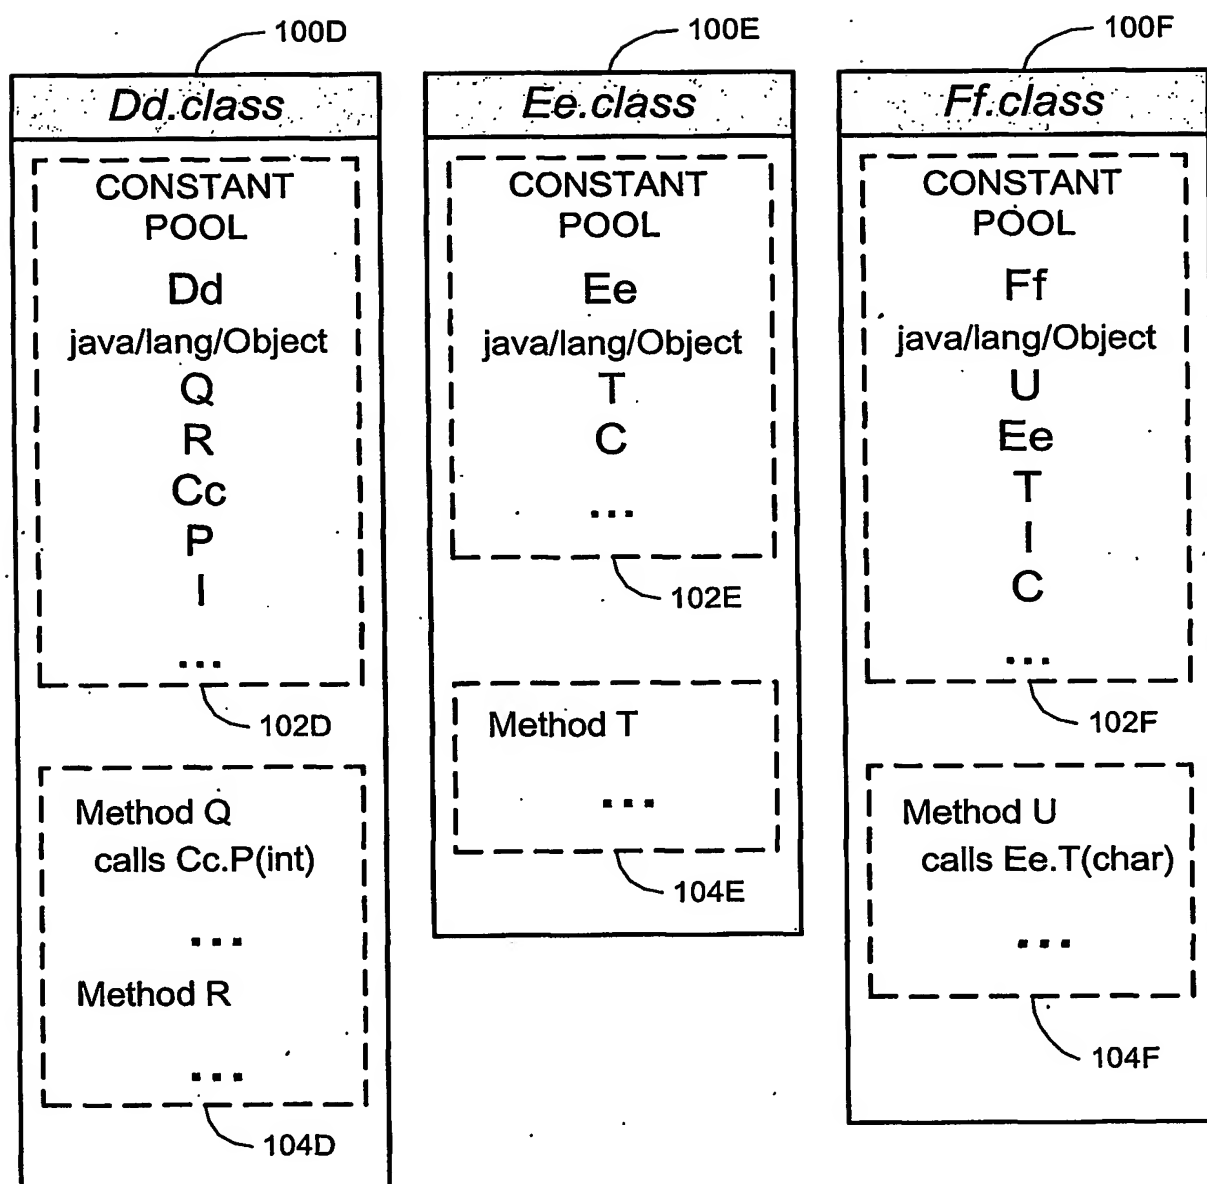 100D
Dd.class
CONSTANT
POOL
Dd
java/lang/Object
Q
R
Cc
P
I
...
102D
Method Q
calls Cc.P(int)
...
Method R
...
104D
100E
Ee.class
CONSTANT
POOL
Ee
java/lang/Object
T
C
...
102E
Method T
...
104E
100F
Ff.class
CONSTANT
POOL
Ff
java/lang/Object
U
Ee
T
I
C
...
102F
Method U
calls Ee.T(char)
...
104F